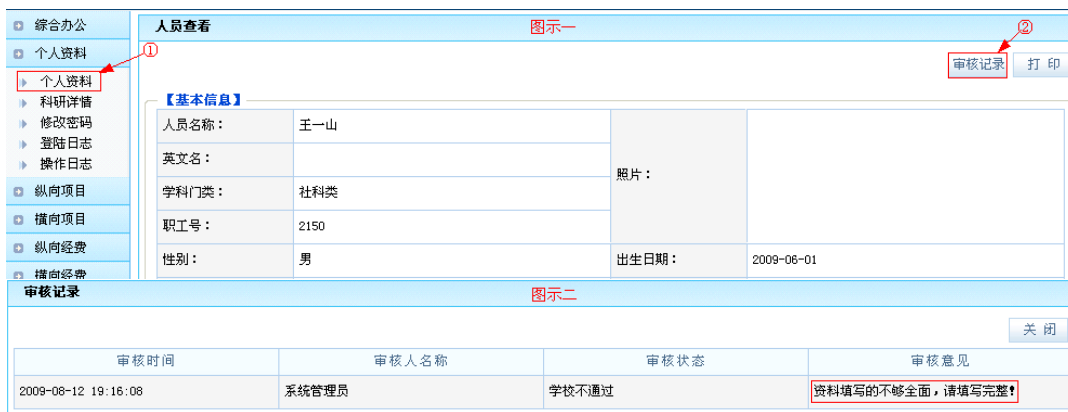 综合办公
人员查看
图示一
②
个人资料
①
审核记录
打 印
个人资料
科研详情
修改密码
登陆日志
操作日志
纵向项目
横向项目
纵向经费
横向经费
【基本信息】
人员名称：
王一山
照片：
英文名：
学科门类：
社科类
职工号：
2150
性别：
男
出生日期：
2009-06-01
审核记录
图示二
关 闭
审核时间
审核人名称
审核状态
审核意见
2009-08-12 19:16:08
系统管理员
学校不通过
资料填写的不够全面，请填写完整!